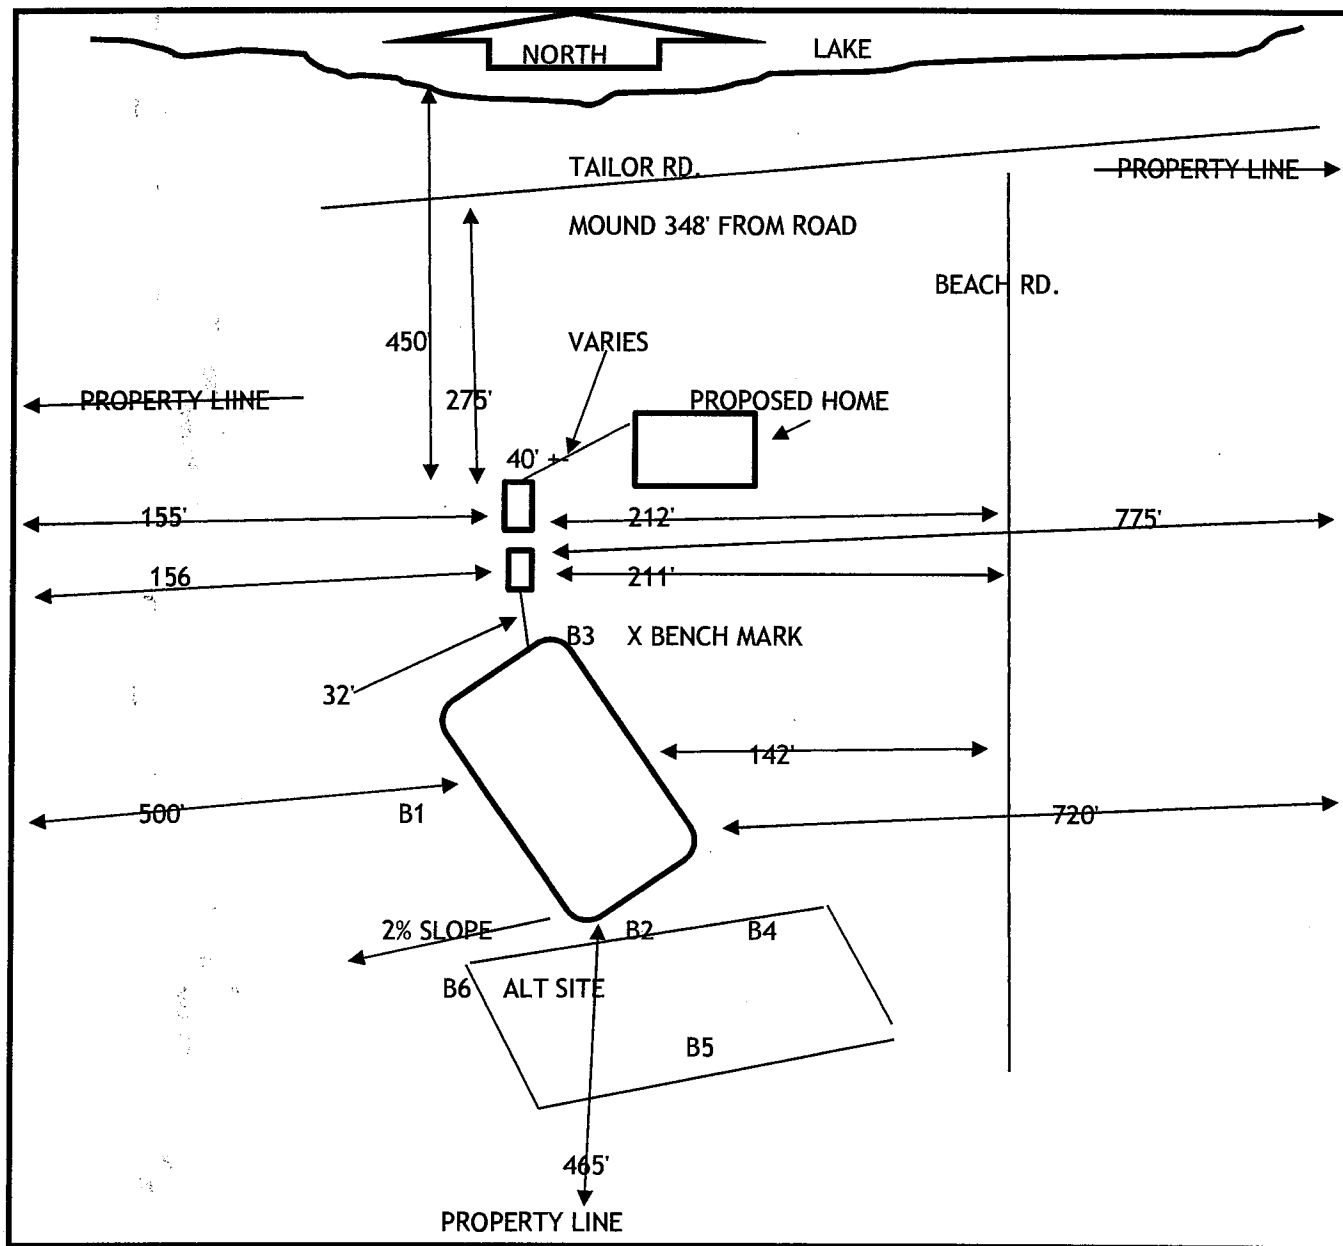 NORTH
LAKE
TAILOR RD.
PROPERTY LINE
MOUND 348' FROM ROAD
BEACH RD.
450'
VARIES
PROPERTY LIINE
275'
PROPOSED HOME
40' +-
155'
212'
775'
156
211'
B3
X BENCH MARK
32'
142'
500'
B1
720'
2% SLOPE
B2
B4
B6
ALT SITE
B5
465'
PROPERTY LINE